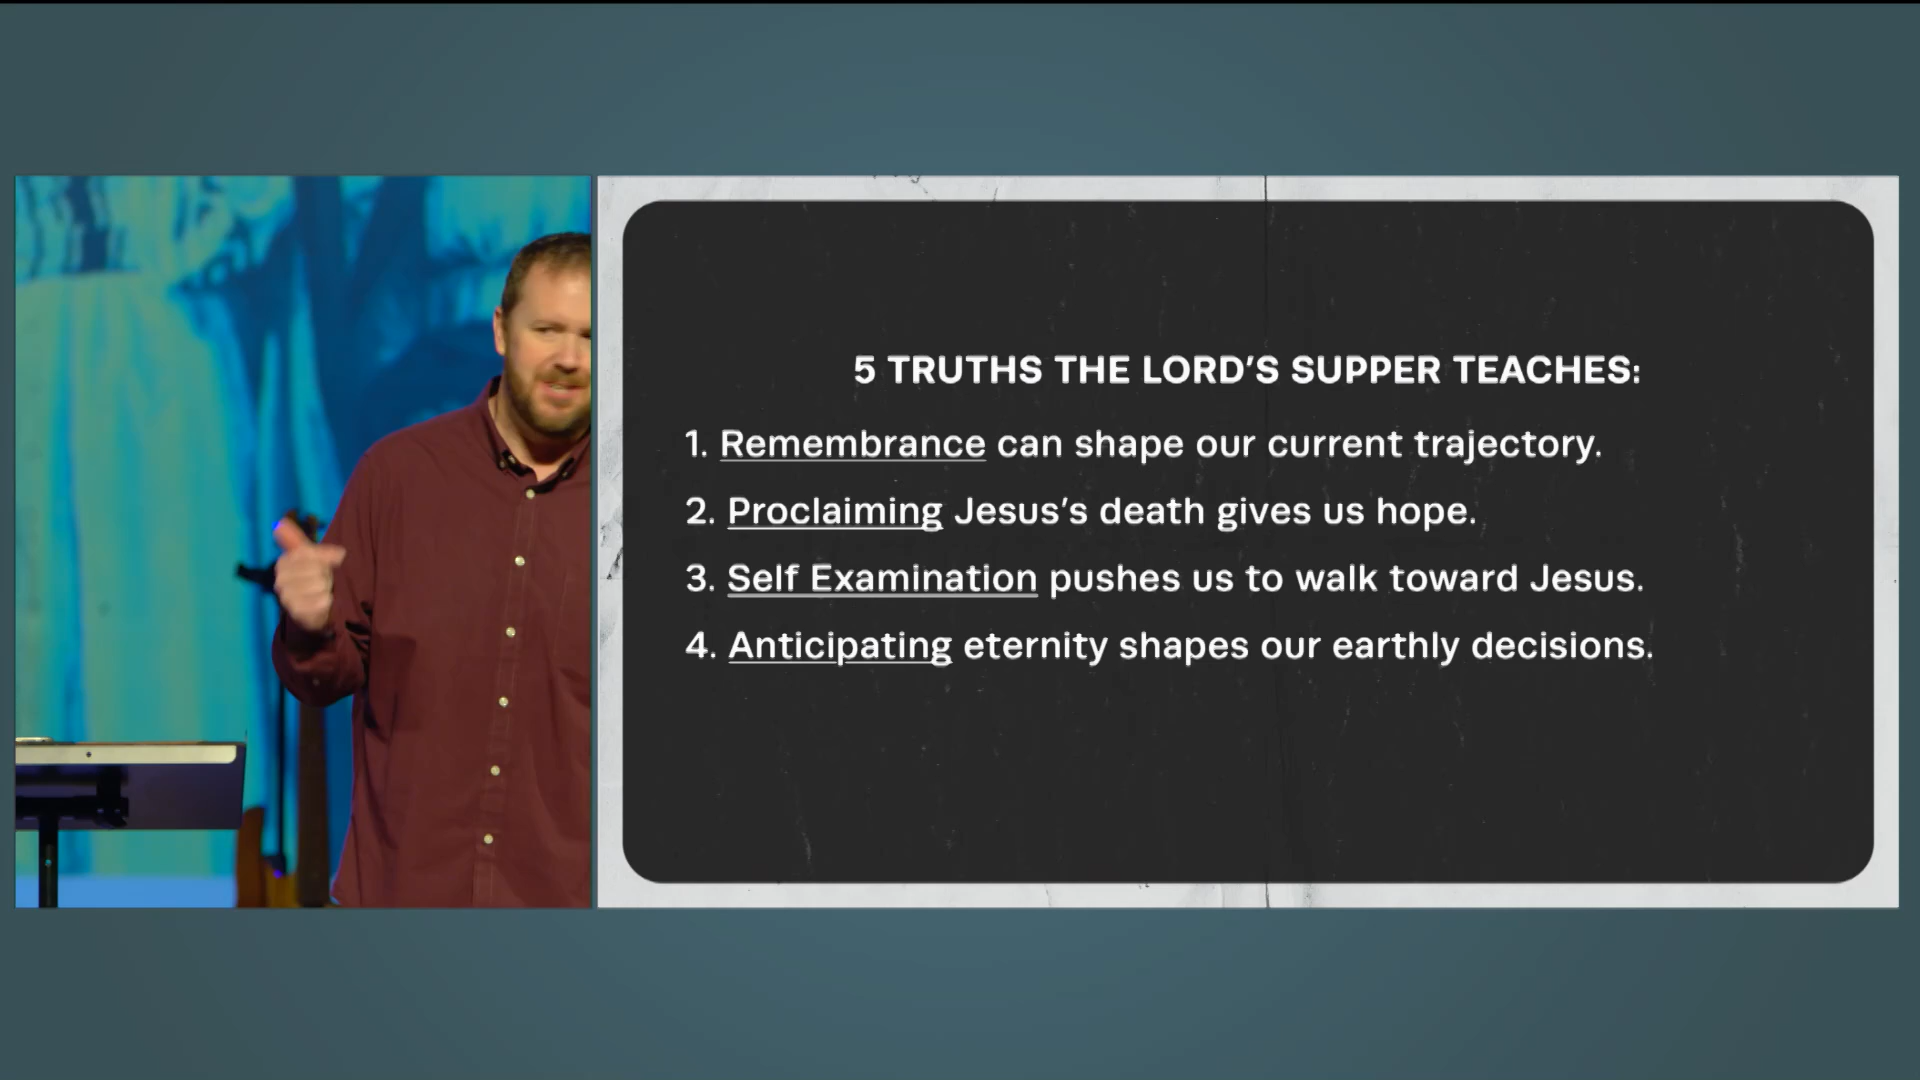 5 TRUTHS THE LORD’S SUPPER TEACHES:
1. Remembrance can shape our current trajectory.
2. Proclaiming Jesus’s death gives us hope.
3. Self Examination pushes us to walk toward Jesus.
4. Anticipating eternity shapes our earthly decisions.